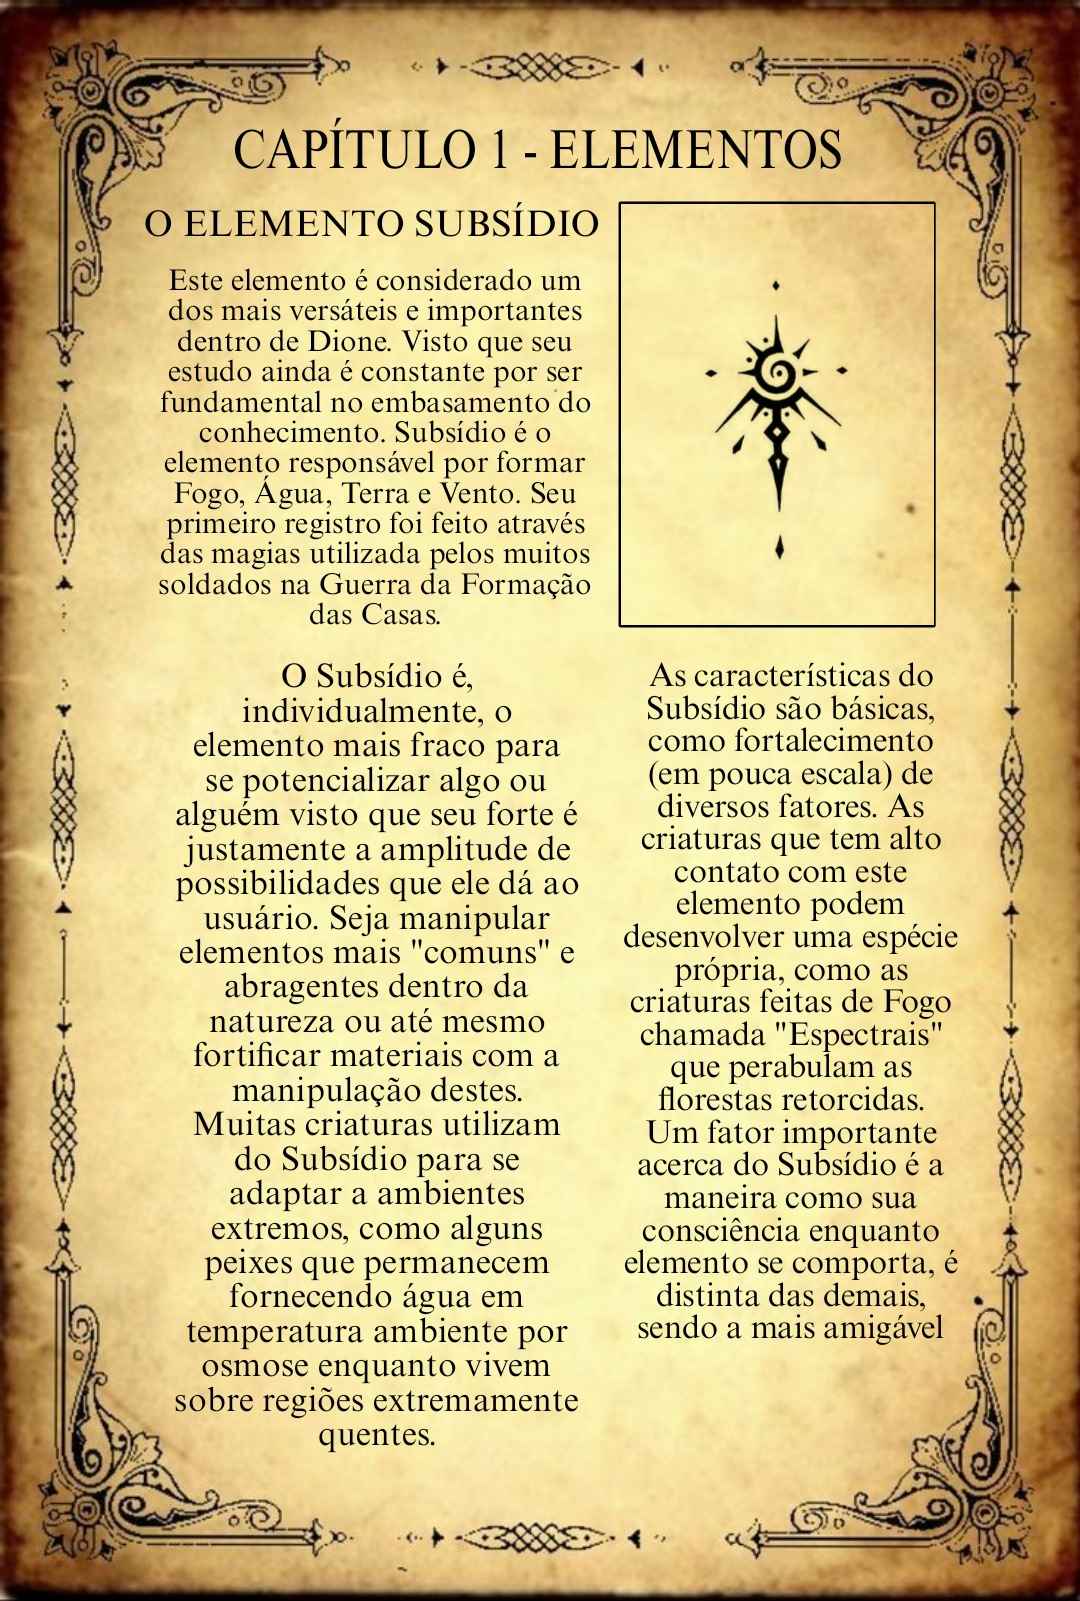 CAPÍTULO 1 - ELEMENTOS
O ELEMENTO SUBSÍDIO
Este elemento é considerado um
dos mais versáteis e importantes
dentro de Dione. Visto que seu
estudo ainda é constante por ser
fundamental no embasamento do
conhecimento. Subsídio é o
elemento responsável por formar
Fogo, Água, Terra e Vento. Seu
primeiro registro foi feito através
das magias utilizada pelos muitos
soldados na Guerra da Formação
das Casas.
O Subsídio é,
individualmente, o
elemento mais fraco para
se potencializar algo ou
alguém visto que seu forte é
justamente a amplitude de
possibilidades que ele dá ao
usuário. Seja manipular
elementos mais "comuns" e
abragentes dentro da
natureza ou até mesmo
fortificar materiais com a
manipulação destes.
Muitas criaturas utilizam
do Subsídio para se
adaptar a ambientes
extremos, como alguns
peixes que permanecem
fornecendo água em
temperatura ambiente por
osmose enquanto vivem
sobre regiões extremamente
quentes.
As características do
Subsídio são básicas,
como fortalecimento
(em pouca escala) de
diversos fatores. As
criaturas que tem alto
contato com este
elemento podem
desenvolver uma espécie
própria, como as
criaturas feitas de Fogo
chamada "Espectrais"
que perabulam as
florestas retorcidas.
Um fator importante
acerca do Subsídio é a
maneira como sua
consciência enquanto
elemento se comporta, é
distinta das demais,
sendo a mais amigável